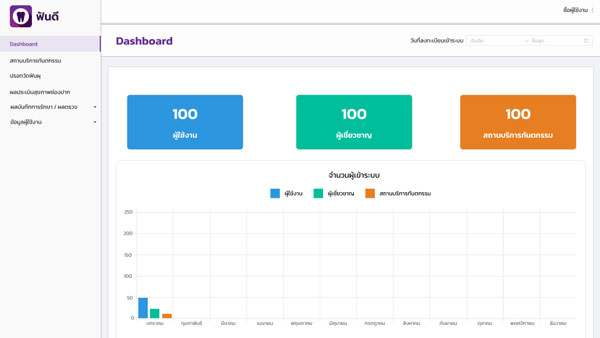 ฟันดี
ชื่อผู้ใช้งาน
Dashboard
สถานบริการทันตกรรม
ปรอทวัดฟันผุ
ผลประเมินสุขภาพช่องปาก
ผลบันทึกการรักษา / ผลตรวจ
ข้อมูลผู้ใช้งาน
Dashboard
วันที่ลงทะเบียนเข้าระบบ
เริ่มต้น
สิ้นสุด
100
ผู้ใช้งาน
100
ผู้เชี่ยวชาญ
100
สถานบริการทันตกรรม
จำนวนผู้เข้าระบบ
ผู้ใช้งาน ผู้เชี่ยวชาญ สถานบริการทันตกรรม
250
200
150
100
50
0
มกราคม กุมภาพันธ์ มีนาคม เมษายน พฤษภาคม มิถุนายน กรกฎาคม สิงหาคม กันยายน ตุลาคม พฤศจิกายน ธันวาคม